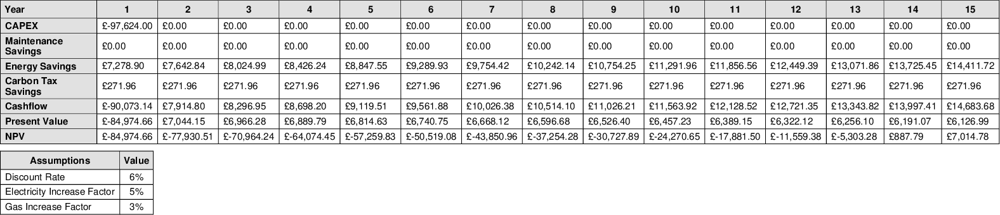 Year 1 2 3 4 5 6 7 8 9 10 11 12 13 14 15
CAPEX £-97,624.00 £0.00 £0.00 £0.00 £0.00 £0.00 £0.00 £0.00 £0.00 £0.00 £0.00 £0.00 £0.00 £0.00 £0.00
Maintenance
Savings £0.00 £0.00 £0.00 £0.00 £0.00 £0.00 £0.00 £0.00 £0.00 £0.00 £0.00 £0.00 £0.00 £0.00 £0.00
Energy Savings £7,278.90 £7,642.84 £8,024.99 £8,426.24 £8,847.55 £9,289.93 £9,754.42 £10,242.14 £10,754.25 £11,291.96 £11,856.56 £12,449.39 £13,071.86 £13,725.45 £14,411.72
Carbon Tax
Savings £271.96 £271.96 £271.96 £271.96 £271.96 £271.96 £271.96 £271.96 £271.96 £271.96 £271.96 £271.96 £271.96 £271.96 £271.96
Cashflow £-90,073.14 £7,914.80 £8,296.95 £8,698.20 £9,119.51 £9,561.88 £10,026.38 £10,514.10 £11,026.21 £11,563.92 £12,128.52 £12,721.35 £13,343.82 £13,997.41 £14,683.68
Present Value £-84,974.66 £7,044.15 £6,966.28 £6,889.79 £6,814.63 £6,740.75 £6,668.12 £6,596.68 £6,526.40 £6,457.23 £6,389.15 £6,322.12 £6,256.10 £6,191.07 £6,126.99
NPV £-84,974.66 £-77,930.51 £-70,964.24 £-64,074.45 £-57,259.83 £-50,519.08 £-43,850.96 £-37,254.28 £-30,727.89 £-24,270.65 £-17,881.50 £-11,559.38 £-5,303.28 £887.79 £7,014.78
Assumptions Value
Discount Rate 6%
Electricity Increase Factor 5%
Gas Increase Factor 3%